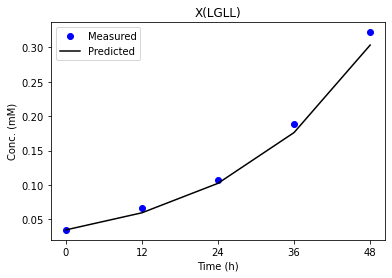 X(LGLL)
Measured
Predicted
Conc. (mM)
0.30
0.25
0.20
0.15
0.10
0.05
0 12 24 36 48
Time (h)